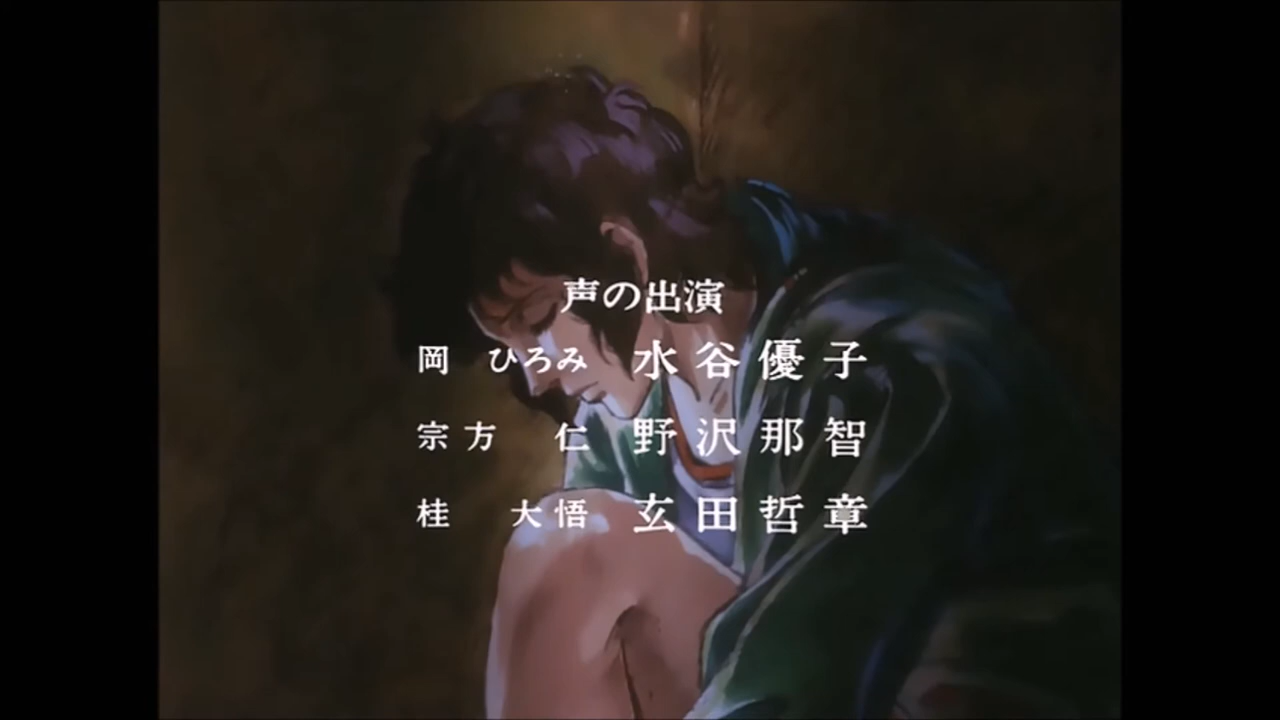 声の出演
岡 ひろみ 水谷優子
宗方 仁 野沢那智
桂 大悟 玄田哲章